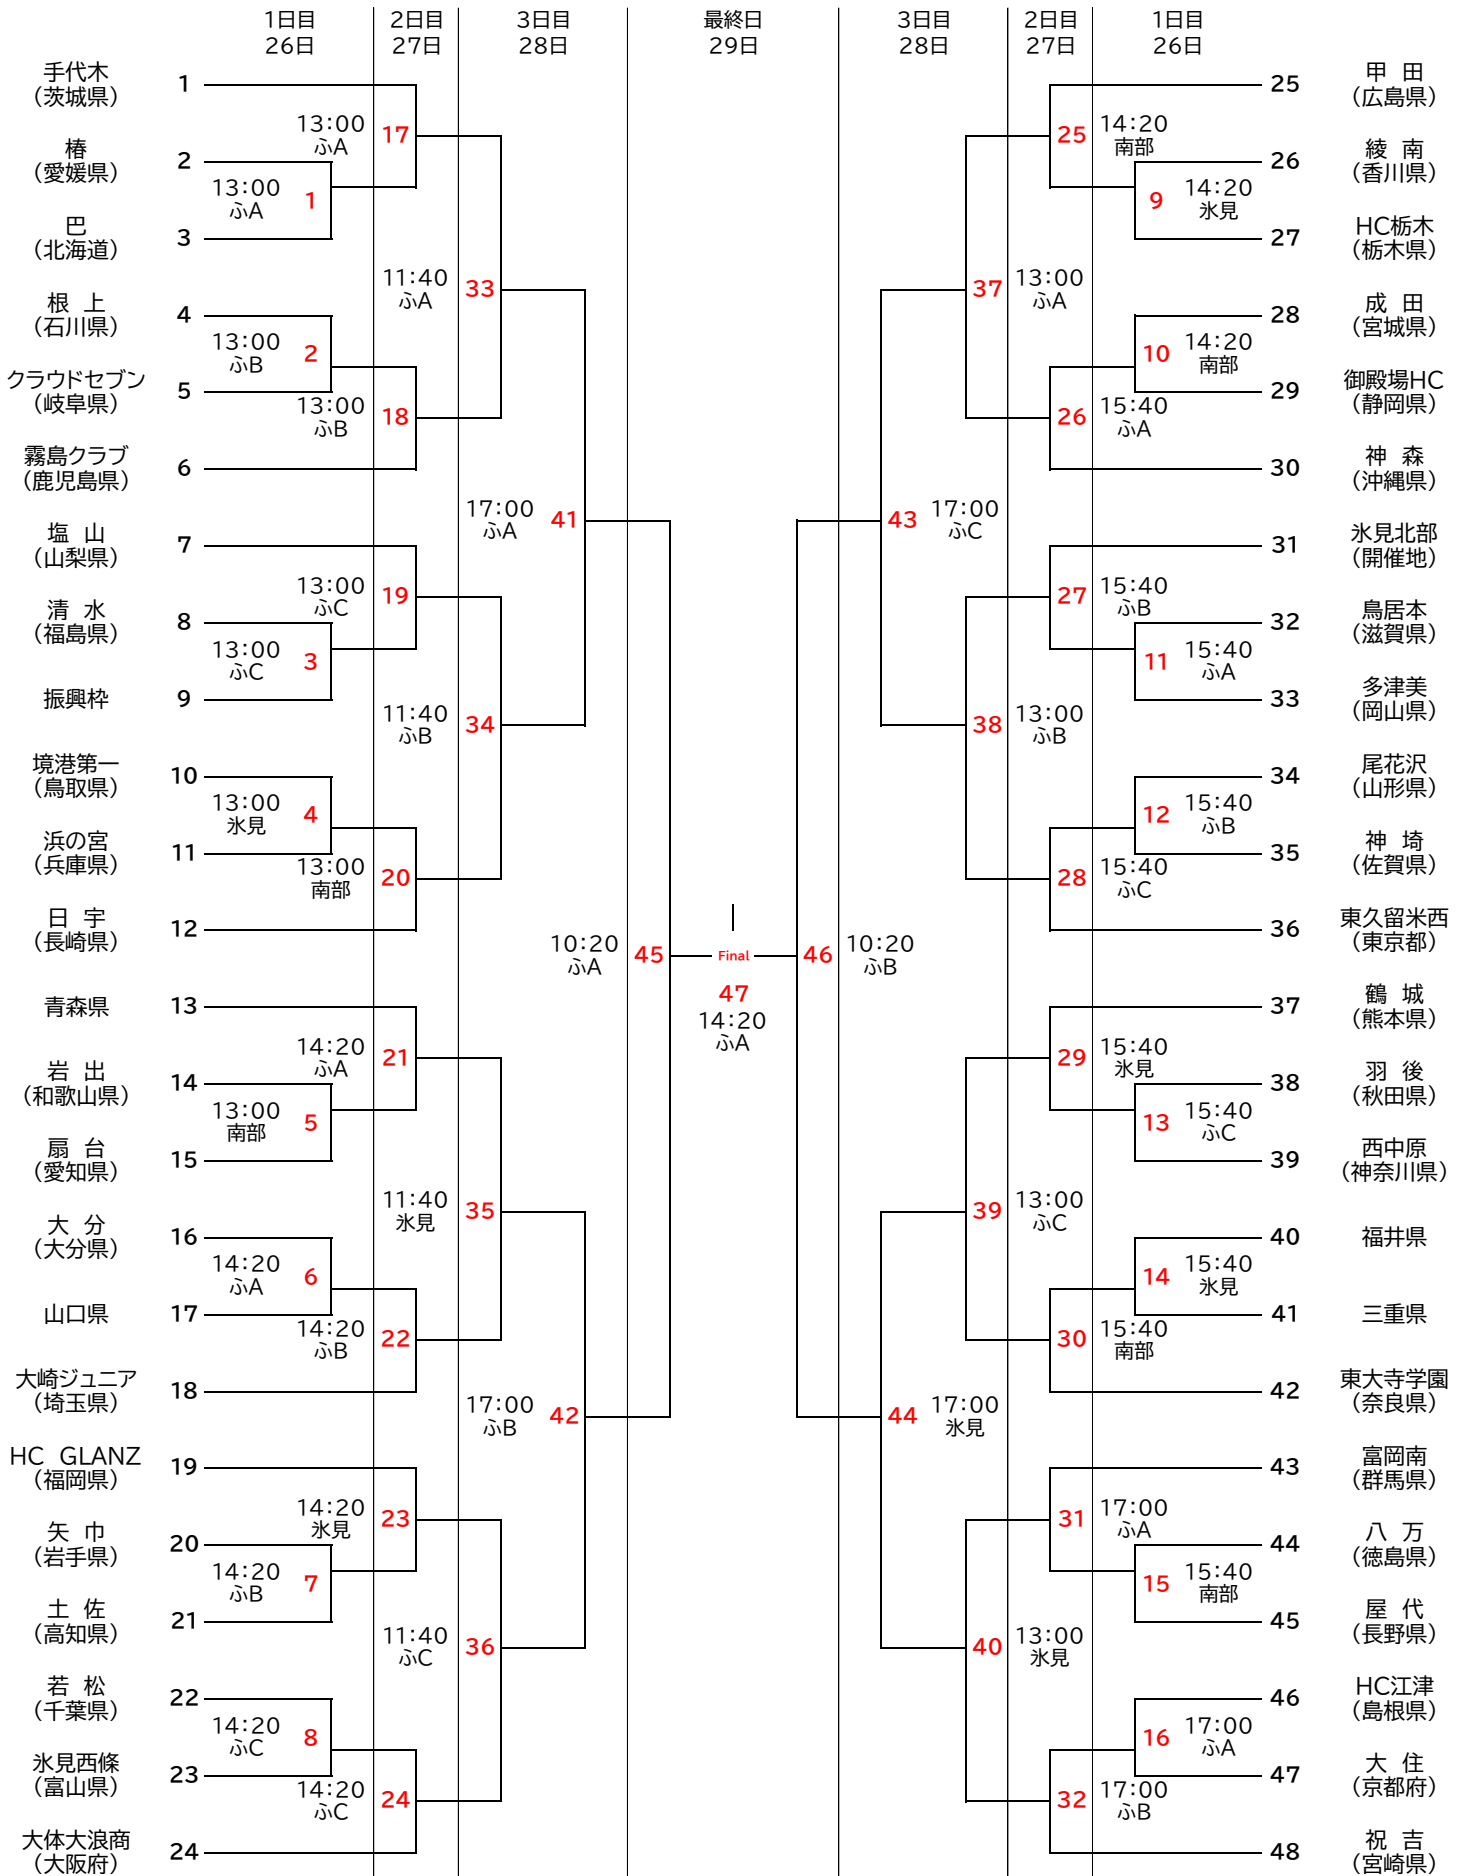 1日目
26日
2日目
27日
3日目
28日
最終日
29日
3日目
28日
2日目
27日
1日目
26日
手代木
(茨城県)
1
椿
(愛媛県)
2
巴
(北海道)
3
根 上
(石川県)
4
クラウドセブン
(岐阜県)
5
霧島クラブ
(鹿児島県)
6
塩 山
(山梨県)
7
清 水
(福島県)
8
振興枠
9
境港第一
(鳥取県)
10
浜の宮
(兵庫県)
11
日 宇
(長崎県)
12
青森県
13
岩 出
(和歌山県)
14
扇 台
(愛知県)
15
大 分
(大分県)
16
山口県
17
大崎ジュニア
(埼玉県)
18
HC GLANZ
(福岡県)
19
矢 巾
(岩手県)
20
土 佐
(高知県)
21
若 松
(千葉県)
22
氷見西條
(富山県)
23
大体大浪商
(大阪府)
24
13:00
ふA
1
13:00
ふB
2
13:00
ふC
3
13:00
氷見
4
13:00
南部
5
14:20
ふA
6
14:20
ふB
7
14:20
ふC
8
13:00
ふA
17
13:00
ふB
18
13:00
ふC
19
13:00
南部
20
14:20
ふA
21
14:20
ふB
22
14:20
氷見
23
14:20
ふC
24
11:40
ふA
33
11:40
ふB
34
11:40
氷見
35
11:40
ふC
36
17:00
ふA
41
17:00
ふB
42
10:20
ふA
45
Final
47
14:20
ふA
46
10:20
ふB
43
17:00
ふC
44
17:00
氷見
37
13:00
ふA
38
13:00
ふB
39
13:00
ふC
40
13:00
氷見
25
14:20
南部
26
15:40
ふA
27
15:40
ふB
28
15:40
ふC
29
15:40
氷見
30
15:40
南部
31
17:00
ふA
32
17:00
ふB
9
14:20
氷見
10
14:20
南部
11
15:40
ふA
12
15:40
ふB
13
15:40
ふC
14
15:40
氷見
15
15:40
南部
16
17:00
ふA
25
甲 田
(広島県)
26
綾 南
(香川県)
27
HC栃木
(栃木県)
28
成 田
(宮城県)
29
御殿場HC
(静岡県)
30
神 森
(沖縄県)
31
氷見北部
(開催地)
32
鳥居本
(滋賀県)
33
多津美
(岡山県)
34
尾花沢
(山形県)
35
神 埼
(佐賀県)
36
東久留米西
(東京都)
37
鶴 城
(熊本県)
38
羽 後
(秋田県)
39
西中原
(神奈川県)
40
福井県
41
三重県
42
東大寺学園
(奈良県)
43
富岡南
(群馬県)
44
八 万
(徳島県)
45
屋 代
(長野県)
46
HC江津
(島根県)
47
大 住
(京都府)
48
祝 吉
(宮崎県)